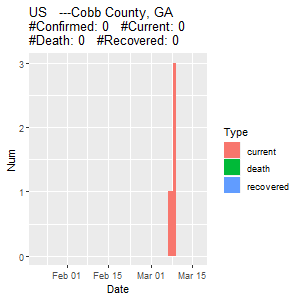 US   ---Cobb County, GA
#Confirmed: 0   #Current: 0
#Death: 0   #Recovered: 0
Num
3
2
1
0
Feb 01   Feb 15   Mar 01   Mar 15
Date
Type
current
death
recovered